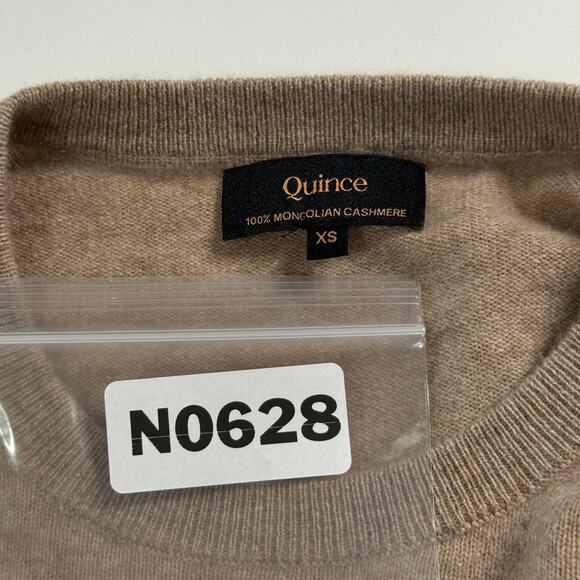 Quince
100% MONGOLIAN CASHMERE
XS
N0628